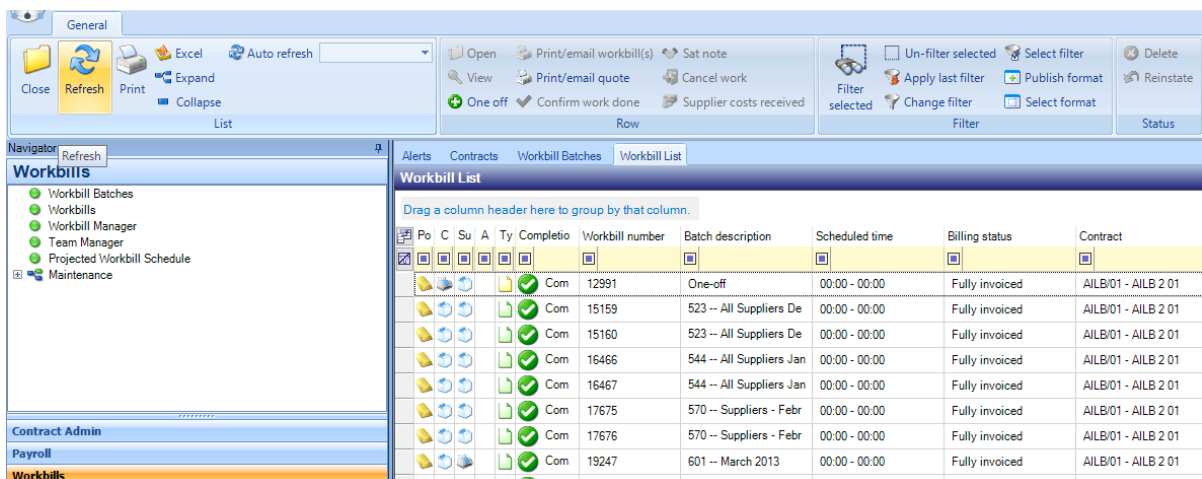 General
Close
Refresh
Print
Excel
Expand
Collapse
Auto refresh
List
Open
View
One off
Print/email workbill(s)
Print/email quote
Confirm work done
Sat note
Cancel work
Supplier costs received
Row
Filter selected
Un-filter selected
Apply last filter
Change filter
Select filter
Publish format
Select format
Filter
Delete
Reinstate
Status
Navigator
Refresh
Workbills
Workbill Batches
Workbills
Workbill Manager
Team Manager
Projected Workbill Schedule
Maintenance
Contract Admin
Payroll
Workbills
Alerts Contracts Workbill Batches Workbill List
Workbill List
Drag a column header here to group by that column.
Po C Su A Ty Completio Workbill number Batch description Scheduled time Billing status Contract
Com 12991 One-off 00:00 - 00:00 Fully invoiced AILB/01 - AILB 2 01
Com 15159 523 -- All Suppliers De 00:00 - 00:00 Fully invoiced AILB/01 - AILB 2 01
Com 15160 523 -- All Suppliers De 00:00 - 00:00 Fully invoiced AILB/01 - AILB 2 01
Com 16466 544 -- All Suppliers Jan 00:00 - 00:00 Fully invoiced AILB/01 - AILB 2 01
Com 16467 544 -- All Suppliers Jan 00:00 - 00:00 Fully invoiced AILB/01 - AILB 2 01
Com 17675 570 -- Suppliers - Febr 00:00 - 00:00 Fully invoiced AILB/01 - AILB 2 01
Com 17676 570 -- Suppliers - Febr 00:00 - 00:00 Fully invoiced AILB/01 - AILB 2 01
Com 19247 601 -- March 2013 00:00 - 00:00 Fully invoiced AILB/01 - AILB 2 01